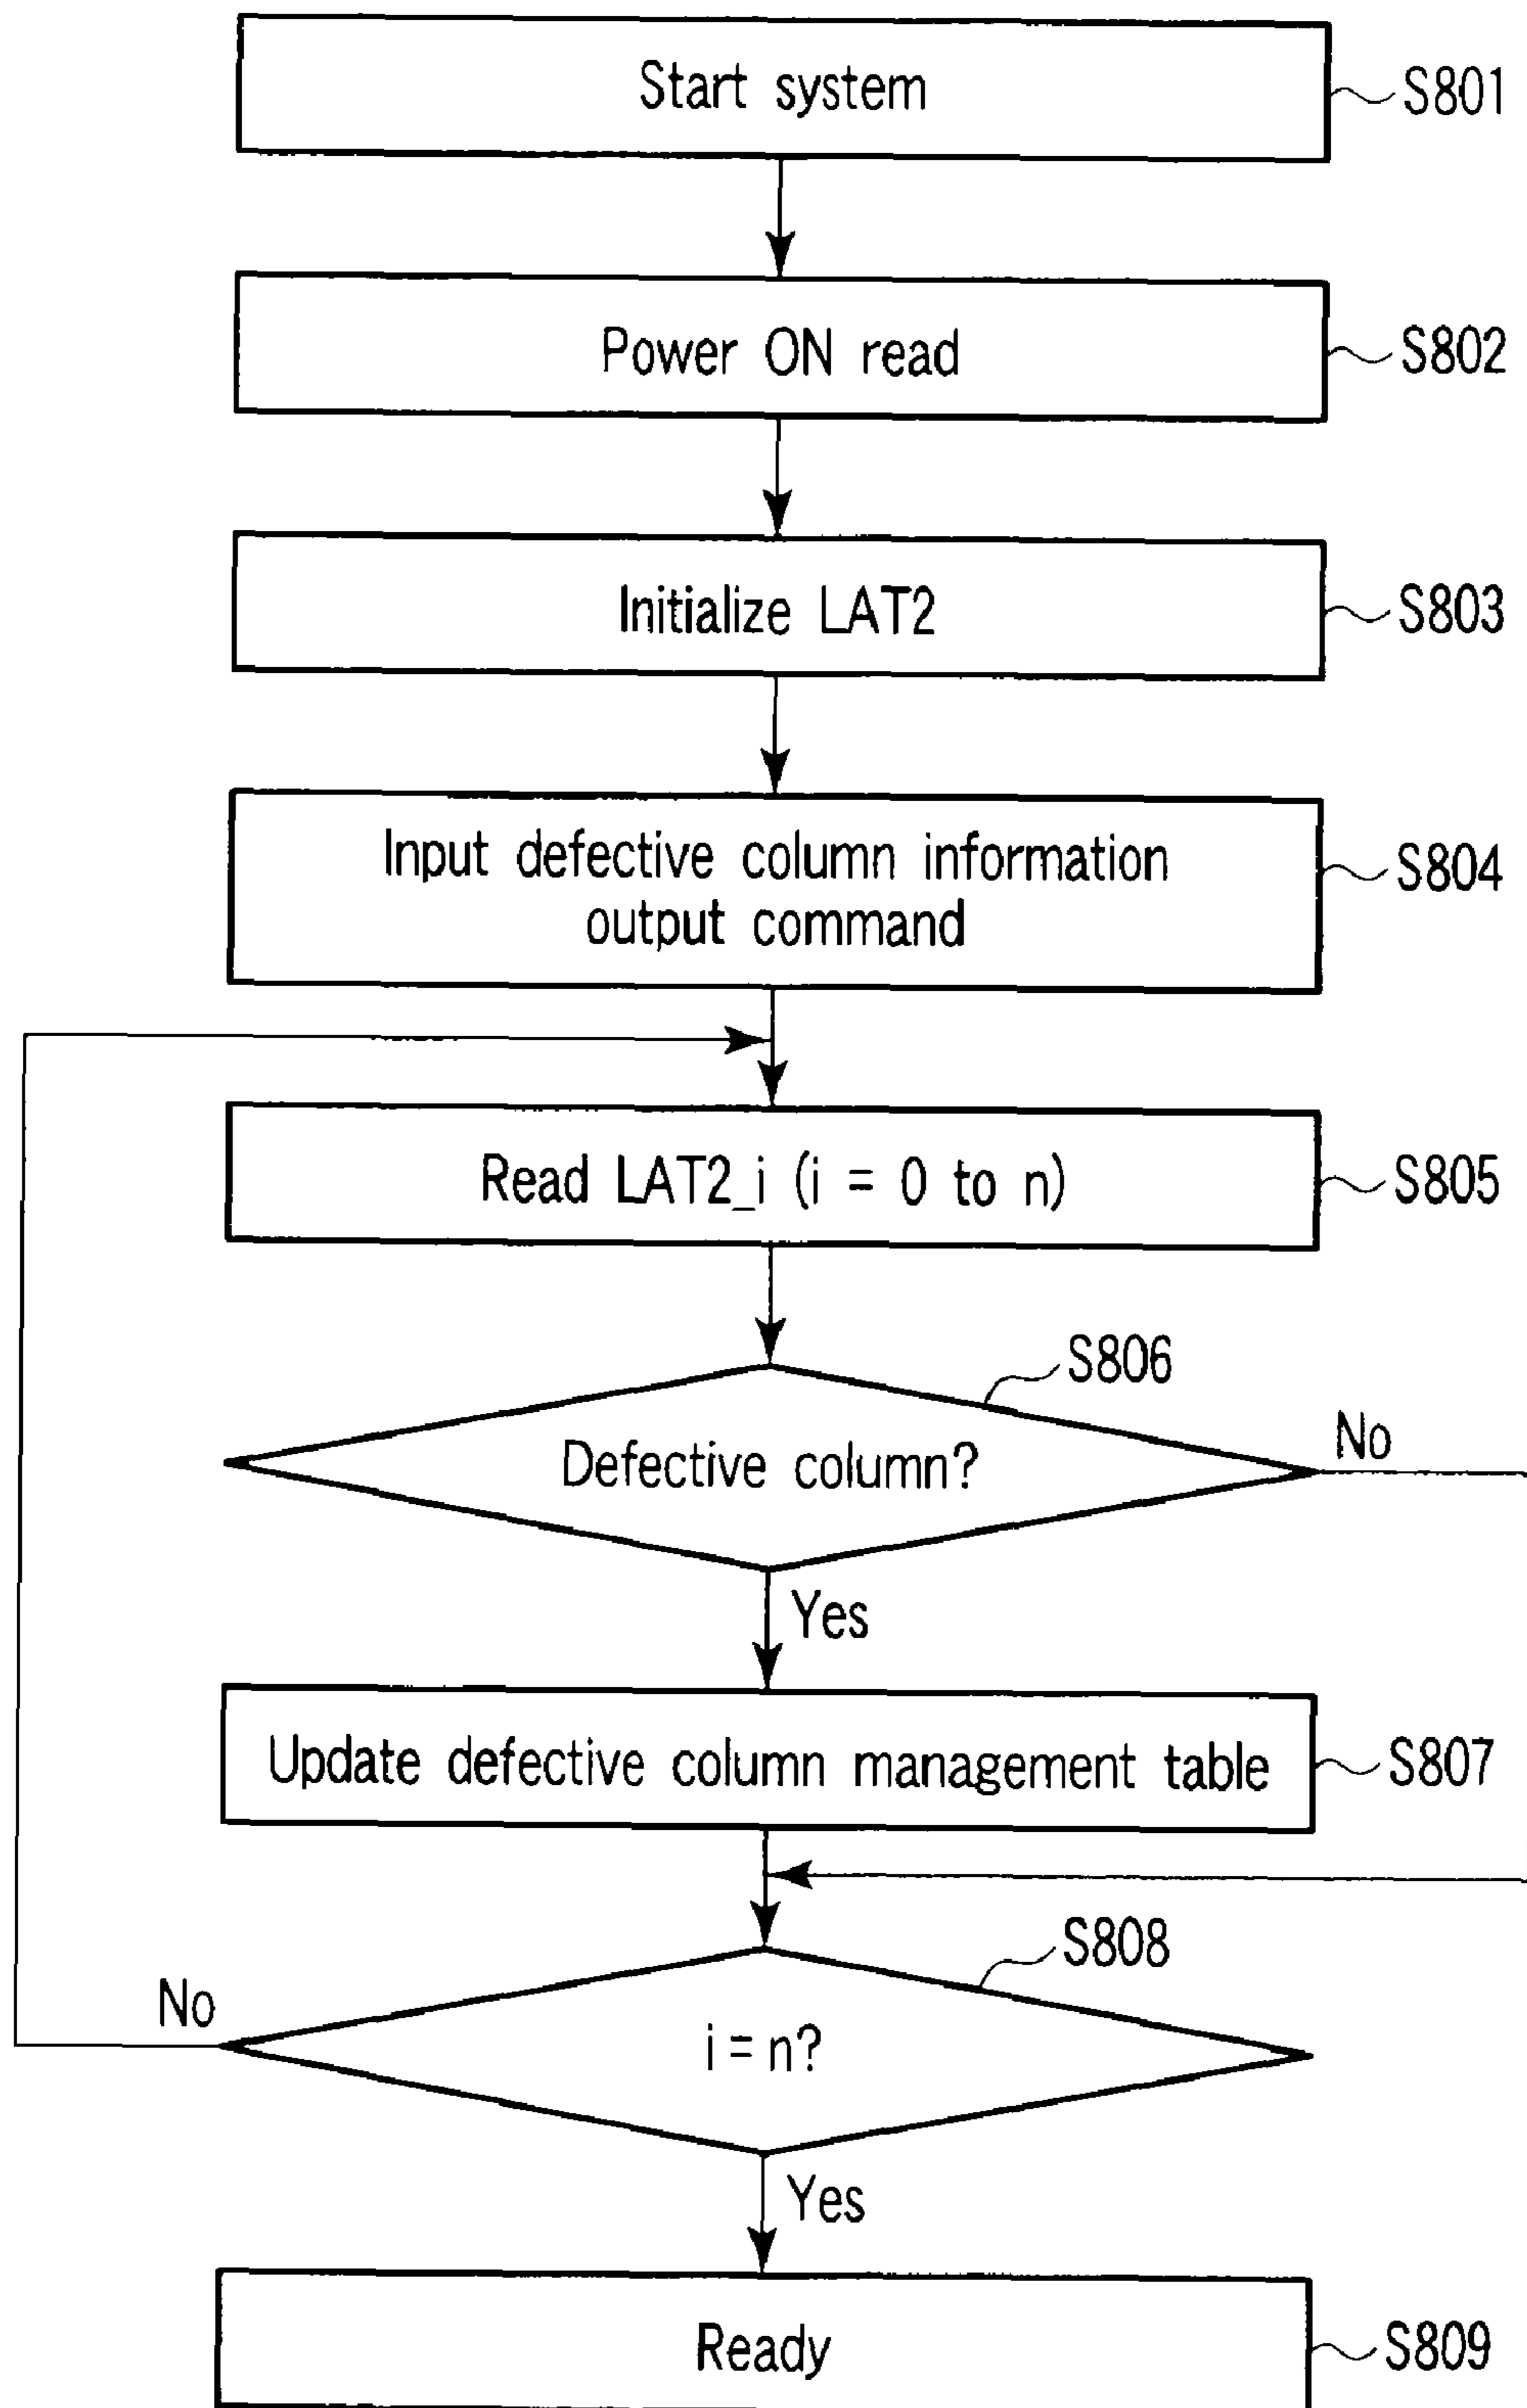 Start system
S801
Power ON read
S802
Initialize LAT2
S803
Input defective column information
output command
S804
Read LAT2_i (i = 0 to n)
S805
S806
Defective column?
No
Yes
Update defective column management table
S807
S808
No
i = n?
Yes
Ready
S809